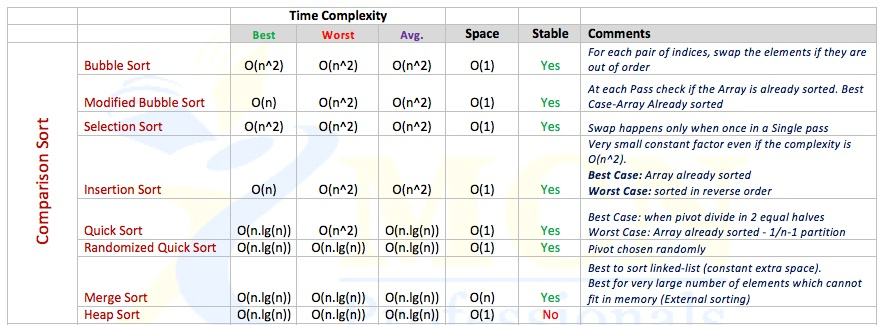 Time Complexity
Best Worst Avg. Space Stable Comments
Comparison Sort
For each pair of indices, swap the elements if they are
Bubble Sort O(n^2) O(n^2) O(n^2) O(1) Yes out of order
At each Pass check if the Array is already sorted. Best
Modified Bubble Sort O(n) O(n^2) O(n^2) O(1) Yes Case-Array Already sorted
Selection Sort O(n^2) O(n^2) O(n^2) O(1) Yes Swap happens only when once in a Single pass
Very small constant factor even if the complexity is
O(n^2).
Best Case: Array already sorted
Insertion Sort O(n) O(n^2) O(n^2) O(1) Yes Worst Case: sorted in reverse order
Best Case: when pivot divide in 2 equal halves
Quick Sort O(n.lg(n)) O(n^2) O(n.lg(n)) O(1) Yes Worst Case: Array already sorted - 1/n-1 partition
Randomized Quick Sort O(n.lg(n)) O(n.lg(n)) O(n.lg(n)) O(1) Yes Pivot chosen randomly
Best to sort linked-list (constant extra space).
Best for very large number of elements which cannot
Merge Sort O(n.lg(n)) O(n.lg(n)) O(n.lg(n)) O(n) Yes fit in memory (External sorting)
Heap Sort O(n.lg(n)) O(n.lg(n)) O(n.lg(n)) O(1) No